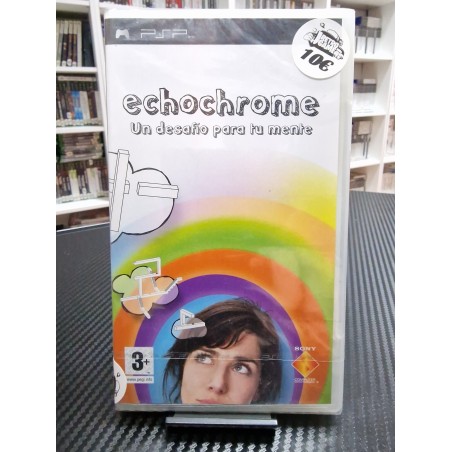 PSP
10€
echochrome
Un desafío para tu mente
3+
www.pegi.info
SONY